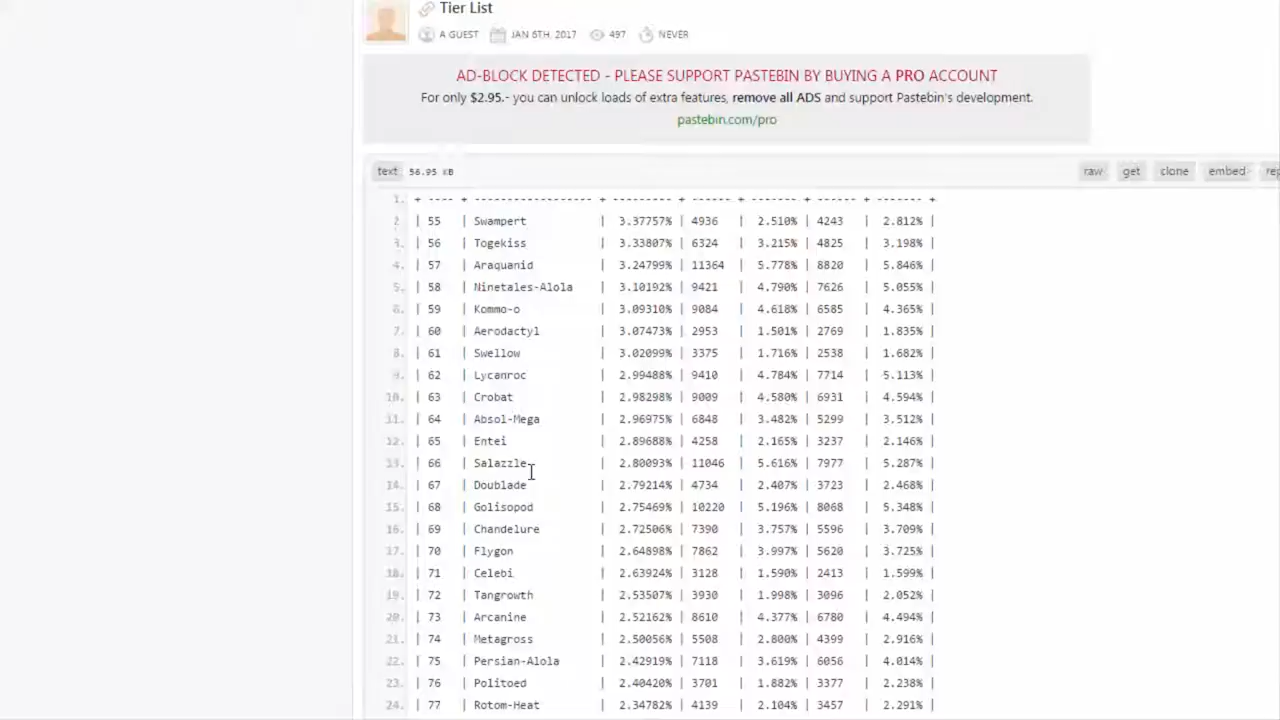 Tier List
A GUEST JAN 6TH, 2017 497 NEVER
AD-BLOCK DETECTED - PLEASE SUPPORT PASTEBIN BY BUYING A PRO ACCOUNT
For only $2.95.- you can unlock loads of extra features, remove all ADS and support Pastebin's development.
pastebin.com/pro
text 56.95 KB raw get clone embed rep
1. + ---- + ------------------ + --------- + ------ + ------- + ------ + ------- +
2. | 55 | Swampert | 3.37757% | 4936 | 2.510% | 4243 | 2.812% |
3. | 56 | Togekiss | 3.33807% | 6324 | 3.215% | 4825 | 3.198% |
4. | 57 | Araquanid | 3.24799% | 11364 | 5.778% | 8820 | 5.846% |
5. | 58 | Ninetales-Alola | 3.10192% | 9421 | 4.790% | 7626 | 5.055% |
6. | 59 | Kommo-o | 3.09310% | 9084 | 4.618% | 6585 | 4.365% |
7. | 60 | Aerodactyl | 3.07473% | 2953 | 1.501% | 2769 | 1.835% |
8. | 61 | Swellow | 3.02099% | 3375 | 1.716% | 2538 | 1.682% |
9. | 62 | Lycanroc | 2.99488% | 9410 | 4.784% | 7714 | 5.113% |
10. | 63 | Crobat | 2.98298% | 9009 | 4.580% | 6931 | 4.594% |
11. | 64 | Absol-Mega | 2.96975% | 6848 | 3.482% | 5299 | 3.512% |
12. | 65 | Entei | 2.89688% | 4258 | 2.165% | 3237 | 2.146% |
13. | 66 | Salazzle | 2.80093% | 11046 | 5.616% | 7977 | 5.287% |
14. | 67 | Doublade | 2.79214% | 4734 | 2.407% | 3723 | 2.468% |
15. | 68 | Golisopod | 2.75469% | 10220 | 5.196% | 8068 | 5.348% |
16. | 69 | Chandelure | 2.72506% | 7390 | 3.757% | 5596 | 3.709% |
17. | 70 | Flygon | 2.64898% | 7862 | 3.997% | 5620 | 3.725% |
18. | 71 | Celebi | 2.63924% | 3128 | 1.590% | 2413 | 1.599% |
19. | 72 | Tangrowth | 2.53507% | 3930 | 1.998% | 3096 | 2.052% |
20. | 73 | Arcanine | 2.52162% | 8610 | 4.377% | 6780 | 4.494% |
21. | 74 | Metagross | 2.50056% | 5508 | 2.800% | 4399 | 2.916% |
22. | 75 | Persian-Alola | 2.42919% | 7118 | 3.619% | 6056 | 4.014% |
23. | 76 | Politoed | 2.40420% | 3701 | 1.882% | 3377 | 2.238% |
24. | 77 | Rotom-Heat | 2.34782% | 4139 | 2.104% | 3457 | 2.291% |